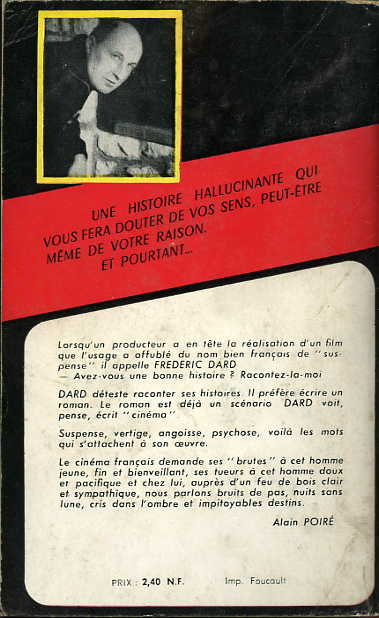 UNE HISTOIRE HALLUCINANTE QUI
VOUS FERA DOUTER DE VOS SENS, PEUT-ÊTRE
MÊME DE VOTRE RAISON.
ET POURTANT...
Lorsqu'un producteur a en tête la réalisation d'un film
que l'usage a affublé du nom bien français de "sus-
pense" il appelle FREDERIC DARD
— Avez-vous une bonne histoire ? Racontez-la-moi
DARD déteste raconter ses histoires. Il préfère écrire un
roman. Le roman est déjà un scénario DARD voit,
pense, écrit "cinéma".
Suspense, vertige, angoisse, psychose, voilà les mots
qui s'attachent à son œuvre.
Le cinéma français demande ses "brutes" à cet homme
jeune, fin et bienveillant, ses tueurs à cet homme doux
et pacifique et chez lui, auprès d'un feu de bois clair
et sympathique, nous parlons bruits de pas, nuits sans
lune, cris dans l'ombre et impitoyables destins.
Alain POIRÉ
PRIX : 2,40 N.F. Imp. Foucault